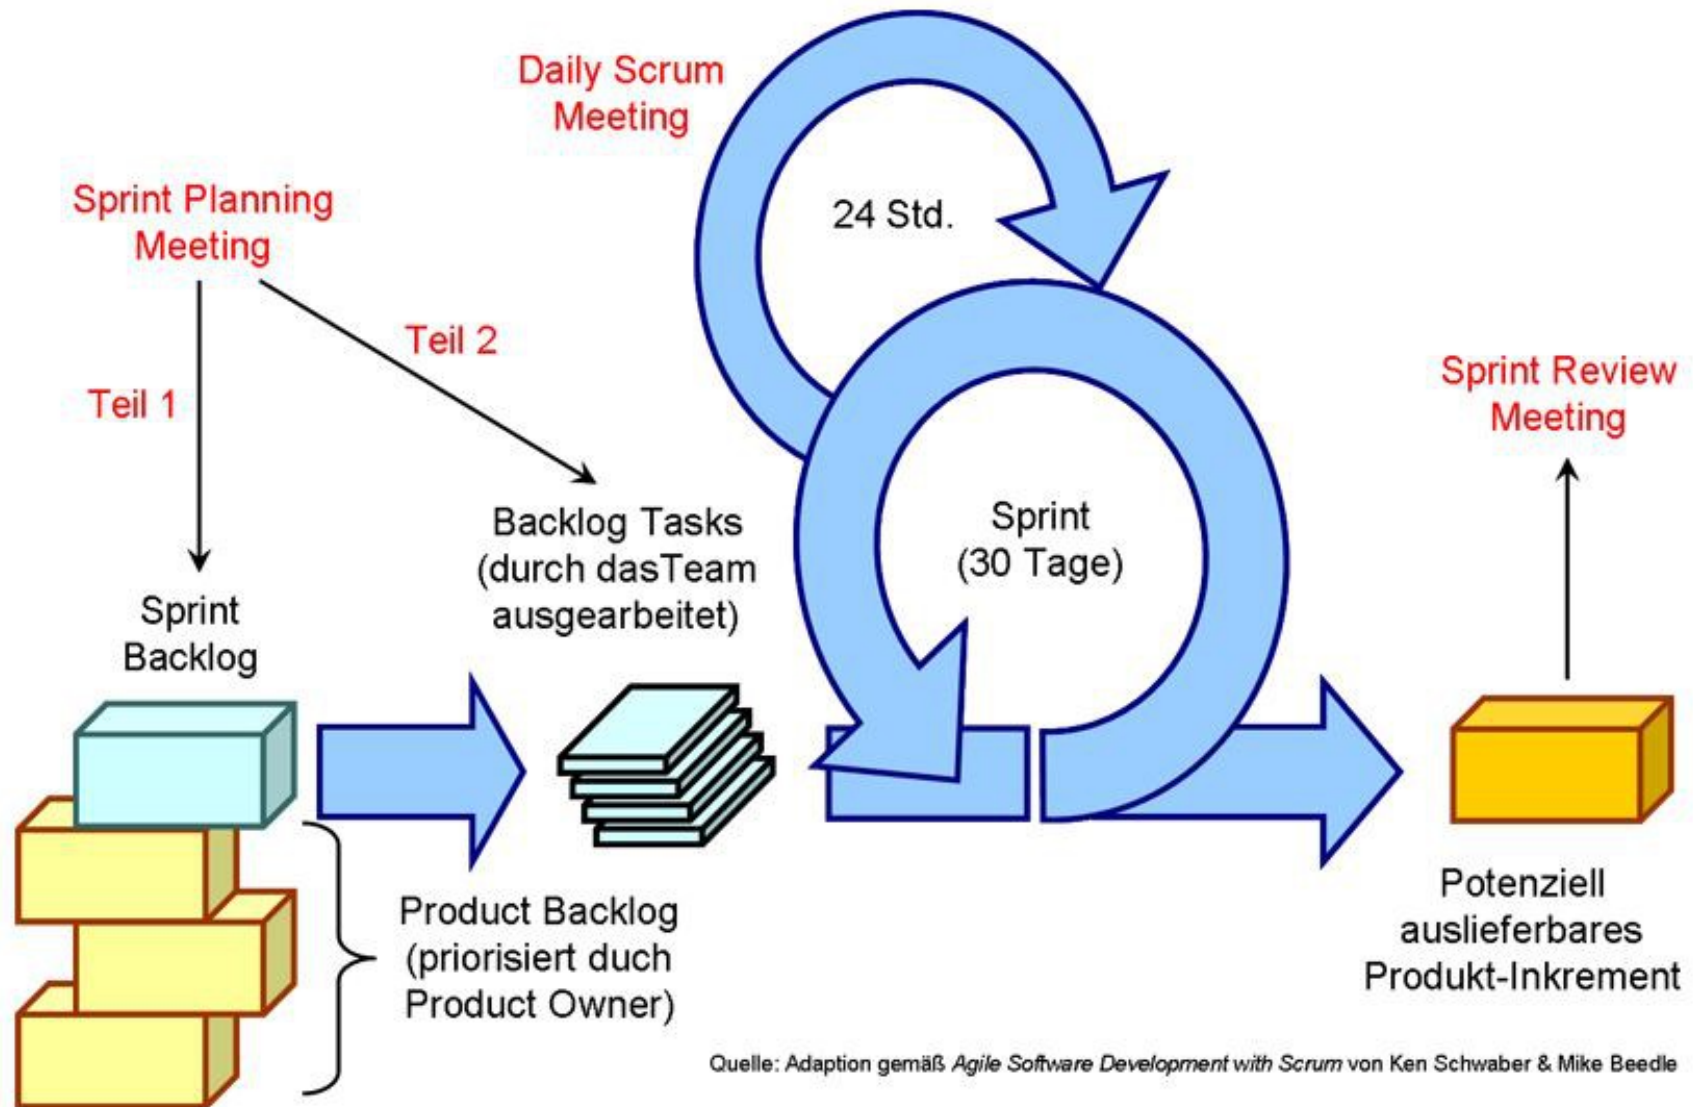 Daily Scrum
Meeting
24 Std.
Sprint Planning
Meeting
Teil 1
Teil 2
Sprint Review
Meeting
Backlog Tasks
(durch dasTeam
ausgearbeitet)
Sprint
(30 Tage)
Sprint
Backlog
Product Backlog
(priorisiert duch
Product Owner)
Potenziell
auslieferbares
Produkt-Inkrement
Quelle: Adaption gemäß Agile Software Development with Scrum von Ken Schwaber & Mike Beedle